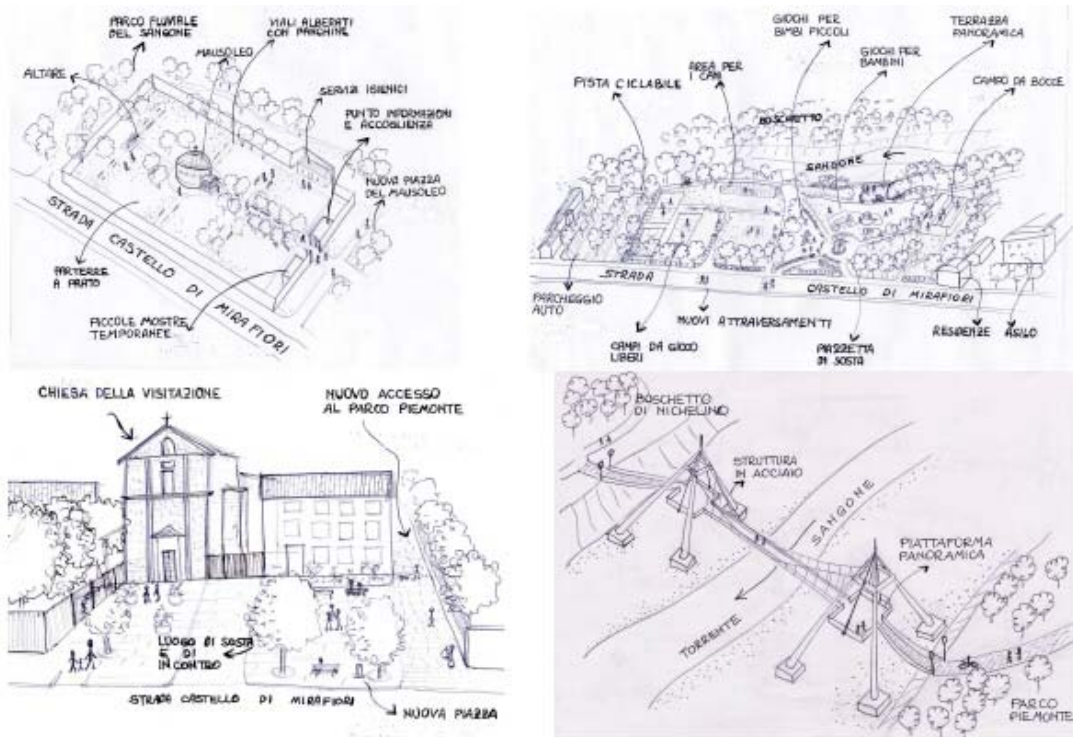 PARCO FLUVIALE
DEL SANGONE
VIALI ALBERATI
CON PANCHINE
MAUSOLEO
ALTARE
SERVIZI IGIENICI
PUNTO INFORMAZIONI
E ACCOGLIENZA
NUOVA PIAZZA
DEL MAUSOLEO
STRADA CASTELLO DI MIRAFIORI
PARTERRE
A PRATO
PICCOLE MOSTRE
TEMPORANEE
GIOCHI PER
BIMBI PICCOLI
TERRAZZA
PANORAMICA
AREA PER
I CANI
GIOCHI PER
BAMBINI
PISTA CICLABILE
CAMPO DA BOCCE
BOSCHETTO
SANGONE
STRADA
CASTELLO DI MIRAFIORI
PARCHEGGIO
AUTO
NUOVI ATTRAVERSAMENTI
CAMPI DA GIOCO
LIBERI
PIAZZETTA
DI SOSTA
RESIDENZE
ASILO
CHIESA DELLA VISITAZIONE
NUOVO ACCESSO
AL PARCO PIEMONTE
LUOGO DI SOSTA
E DI
INCONTRO
STRADA CASTELLO DI MIRAFIORI
NUOVA PIAZZA
BOSCHETTO
DI NICHELINO
STRUTTURA
IN ACCIAIO
SANGONE
PIATTAFORMA
PANORAMICA
TORRENTE
PARCO
PIEMONTE